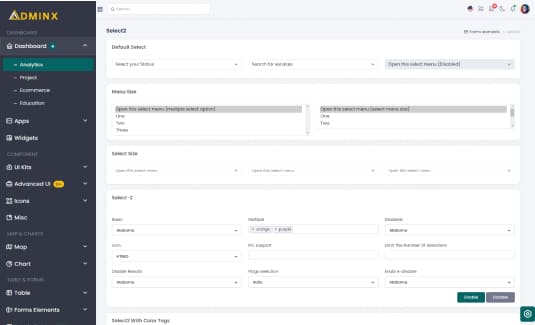 ADMINX
Search...
DASHBOARD
Dashboard 4
Analytics
Project
Ecommerce
Education
Apps
Widgets
COMPONENT
UI Kits
Advanced UI
Icons
Misc
MAP & CHARTS
Map
Chart
TABLE & FORMS
Table
Forms Elements
Select2
Forms elements
Default Select
Select your Status
Search for services
Open this select menu (Disabled)
Menu Size
Open this select menu (multiple select option)
One
Two
Three
Open this select menu (select menu size)
One
Two
Select Size
Open this select menu
Open this select menu
Open this select menu
Select-2
Basic
Multiple
Disabled
Alabama
× orange × purple
Alabama
Icon
RTL support
Limit The Number Of Selections
HTML5
Disable Results
Flags selection
Enable-disable
Alabama
India
Alabama
Enable
Disable
Select2 With Color Tags